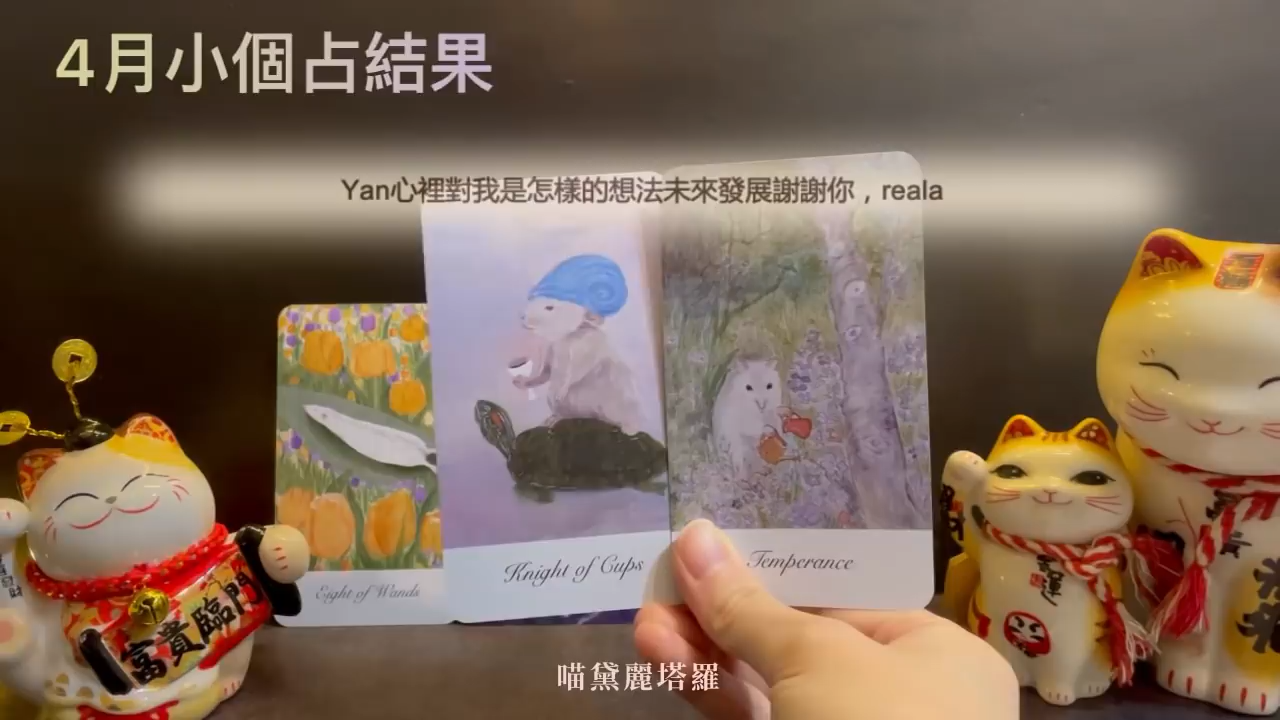 4月小個占結果
Yan心裡對我是怎樣的想法未來發展謝謝你，reala
Eight of Wands
Knight of Cups
Temperance
富貴臨門
喵黛麗塔羅